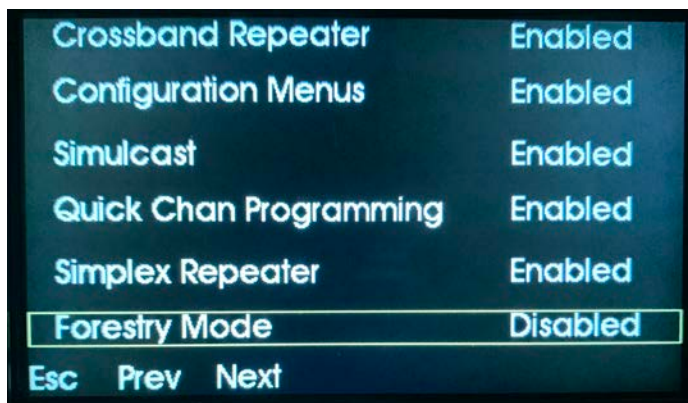 Crossband Repeater Enabled
Configuration Menus Enabled
Simulcast Enabled
Quick Chan Programming Enabled
Simplex Repeater Enabled
Forestry Mode Disabled
Esc Prev Next